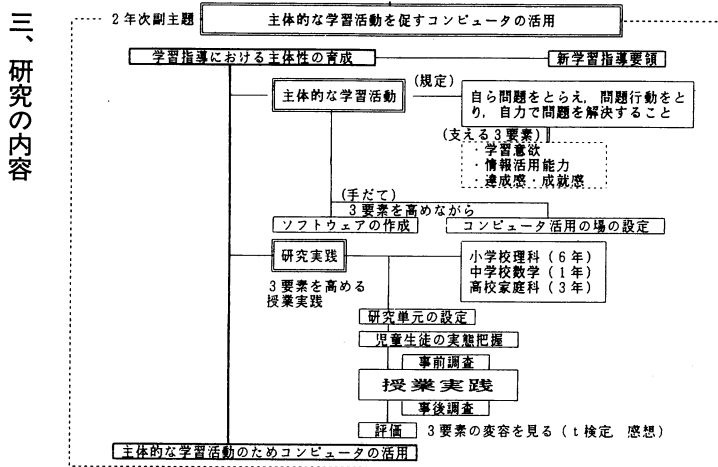 三、研究の内容
2年次副主題
主体的な学習活動を促すコンピュータの活用
学習指導における主体性の育成
新学習指導要領
主体的な学習活動
(規定)
自ら問題をとらえ，問題行動をと
り，自力で問題を解決すること
(支える3要素)
・学習意欲
・情報活用能力
・達成感・成就感
(手だて)
3要素を高めながら
ソフトウェアの作成
コンピュータ活用の場の設定
研究実践
3要素を高める
授業実践
小学校理科(6年)
中学校数学(1年)
高校家庭科(3年)
研究単元の設定
児童生徒の実態把握
事前調査
授業実践
事後調査
評価
3要素の変容を見る(t検定 感想)
主体的な学習活動のためコンピュータの活用